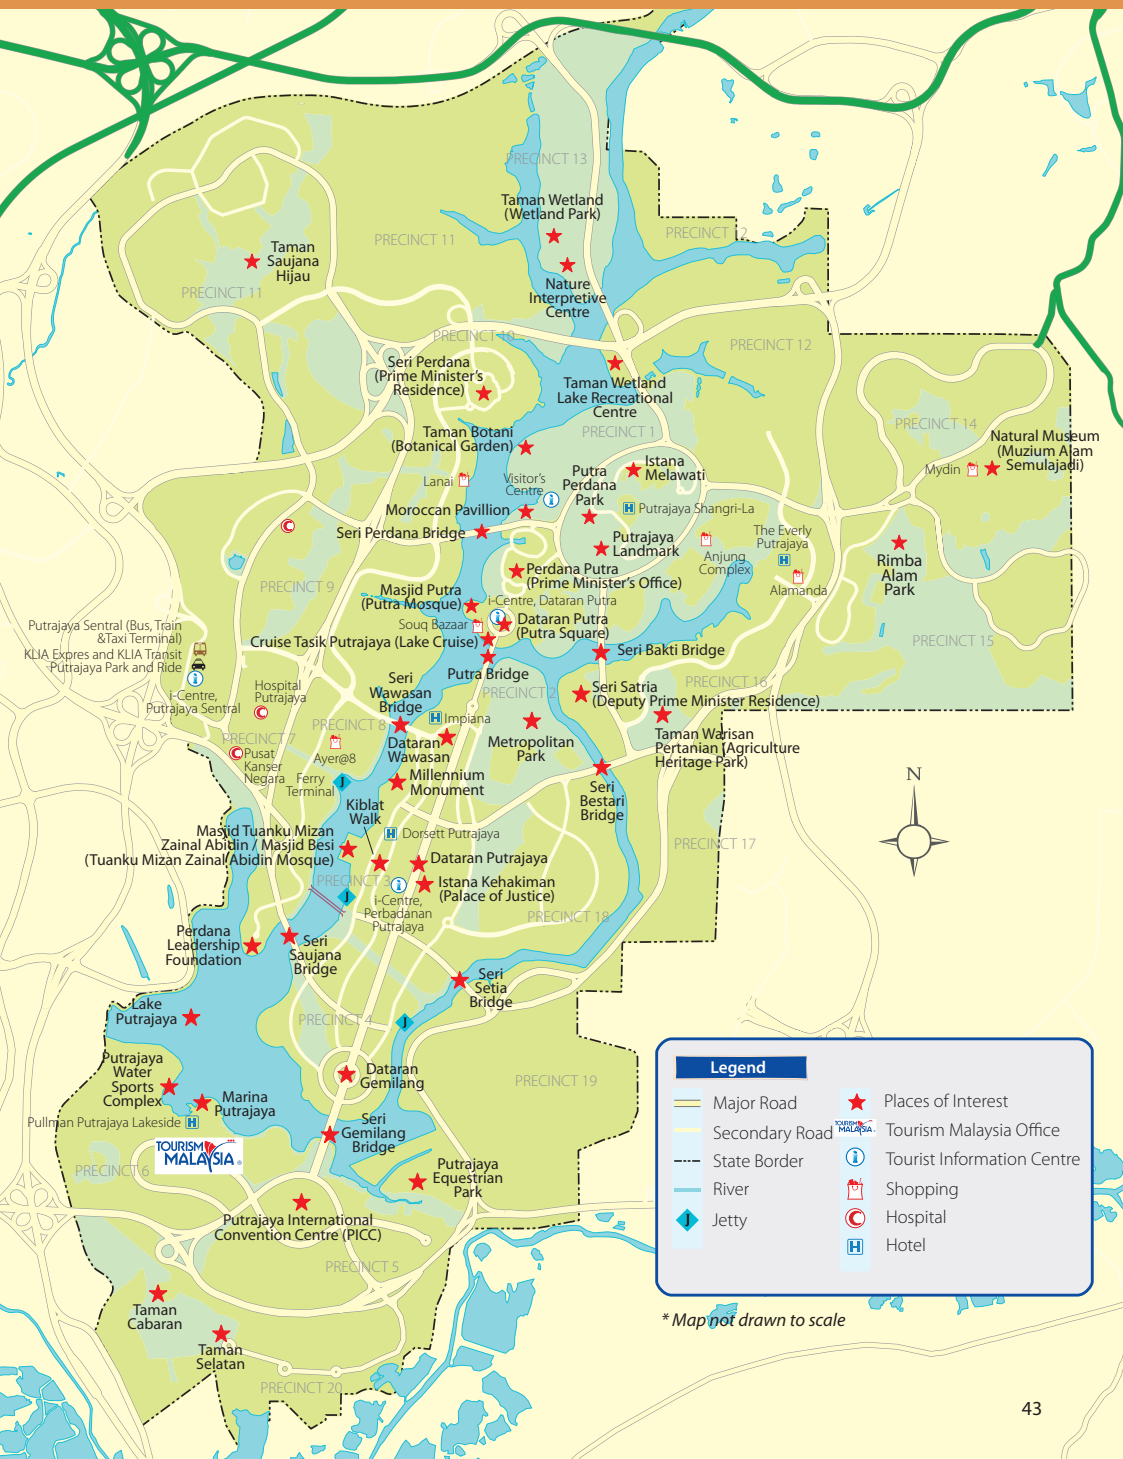 PRECINCT 13
Taman Wetland
(Wetland Park)
PRECINCT 12
PRECINCT 11
Taman
Saujana
Hijau
Nature
Interpretive
Centre
PRECINCT 11
PRECINCT 10
PRECINCT 12
Seri Perdana
(Prime Minister's
Residence)
Taman Wetland
Lake Recreational
Centre
PRECINCT 14
Taman Botani
(Botanical Garden)
PRECINCT 1
Natural Museum
(Muzium Alam
Semulajadi)
Mydin
Istana
Melawati
Putra
Perdana
Park
Lanai
Visitor's
Centre
Moroccan Pavillion
Putrajaya Shangri-La
Seri Perdana Bridge
The Everly
Putrajaya
Putrajaya
Landmark
Anjung
Complex
Rimba
Alam
Park
Perdana Putra
(Prime Minister's Office)
Alamanda
PRECINCT 9
Masjid Putra
(Putra Mosque)
i-Centre, Dataran Putra
Souq Bazaar
Dataran Putra
(Putra Square)
Putrajaya Sentral (Bus, Train
&Taxi Terminal)
KLIA Expres and KLIA Transit
Putrajaya Park and Ride
Cruise Tasik Putrajaya (Lake Cruise)
PRECINCT 15
Seri Bakti Bridge
Putra Bridge
i-Centre,
Putrajaya Sentral
Hospital
Putrajaya
Seri
Wawasan
Bridge
PRECINCT 2
PRECINCT 16
Seri Satria
(Deputy Prime Minister Residence)
PRECINCT 8
Impiana
PRECINCT 7
Ayer@8
Dataran
Wawasan
Metropolitan
Park
Taman Warisan
Pertanian (Agriculture
Heritage Park)
Pusat
Kanser
Negara
Ferry
Terminal
Millennium
Monument
N
Seri
Bestari
Bridge
Kiblat
Walk
Masjid Tuanku Mizan
Zainal Abidin / Masjid Besi
(Tuanku Mizan Zainal Abidin Mosque)
Dorsett Putrajaya
PRECINCT 17
Dataran Putrajaya
PRECINCT 3
J
J
Istana Kehakiman
(Palace of Justice)
i-Centre,
Perbadanan
Putrajaya
PRECINCT 18
Perdana
Leadership
Foundation
Seri
Saujana
Bridge
Seri
Setia
Bridge
Lake
Putrajaya
PRECINCT 4
J
Putrajaya
Water
Sports
Complex
Dataran
Gemilang
PRECINCT 19
Marina
Putrajaya
Pullman Putrajaya Lakeside
Seri
Gemilang
Bridge
TOURISM
MALAYSIA
PRECINCT 6
Putrajaya
Equestrian
Park
Putrajaya International
Convention Centre (PICC)
PRECINCT 5
Taman
Cabaran
Taman
Selatan
PRECINCT 20
Legend
Major Road
Secondary Road
State Border
River
J
Jetty
Places of Interest
TOURISM
MALAYSIA
Tourism Malaysia Office
i
Tourist Information Centre
Shopping
C
Hospital
H
Hotel
* Map not drawn to scale
43